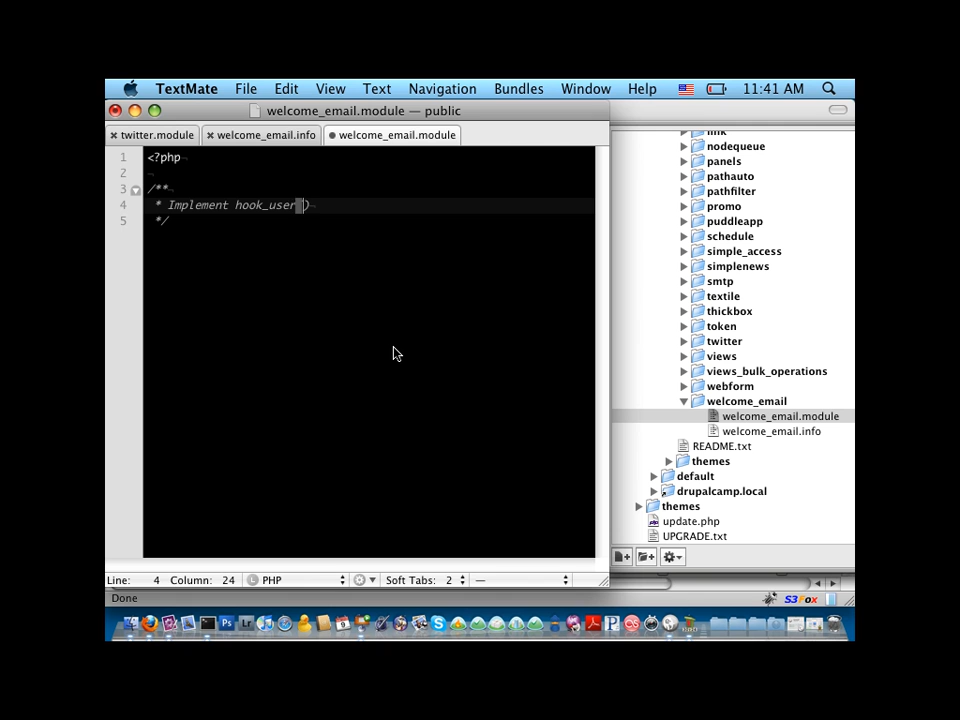 TextMate File Edit View Text Navigation Bundles Window Help 11:41 AM
welcome_email.module — public
twitter.module welcome_email.info welcome_email.module
1 <?php
2
3 /**
4 * Implement hook_user()
5 */
link
nodequeue
panels
pathauto
pathfilter
promo
puddleapp
schedule
simple_access
simplenews
smtp
textile
thickbox
token
twitter
views
views_bulk_operations
webform
welcome_email
welcome_email.module
welcome_email.info
README.txt
themes
default
drupalcamp.local
themes
update.php
UPGRADE.txt
Line: 4 Column: 24 PHP Soft Tabs: 2 —
Done S3Fox